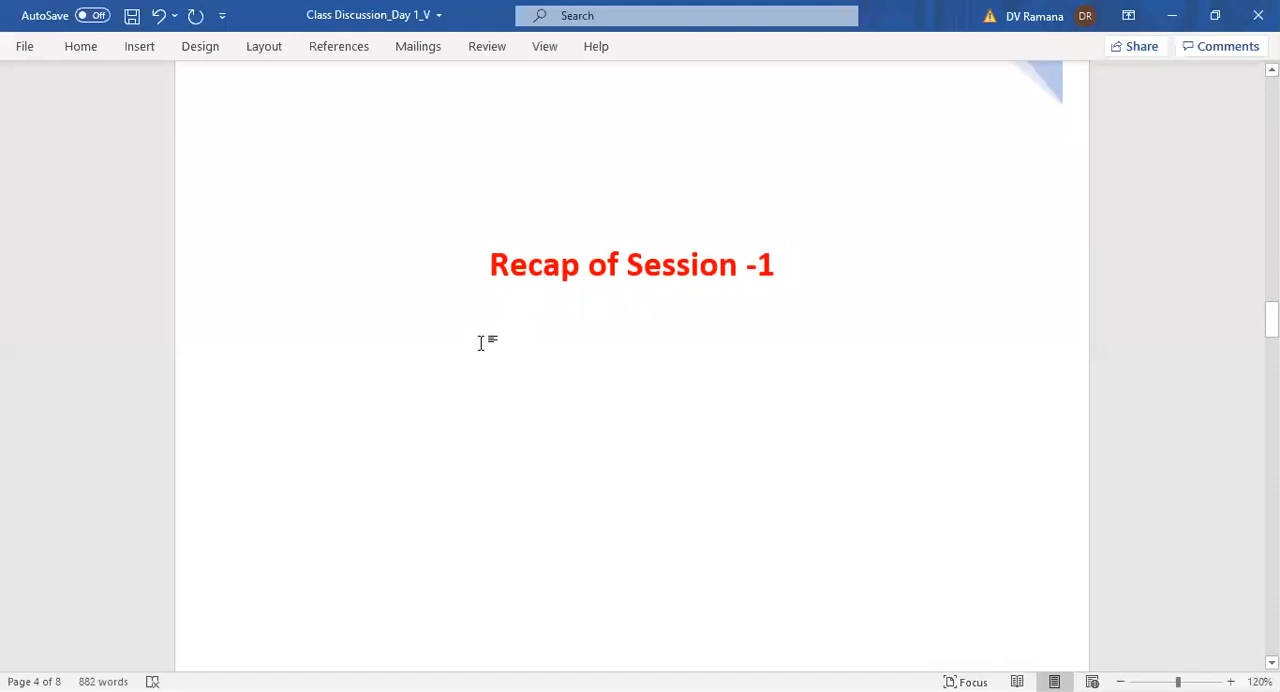 AutoSave Off Class Discussion_Day 1_V Search DV Ramana DR
File Home Insert Design Layout References Mailings Review View Help Share Comments
Recap of Session -1
Page 4 of 8 882 words Focus 120%